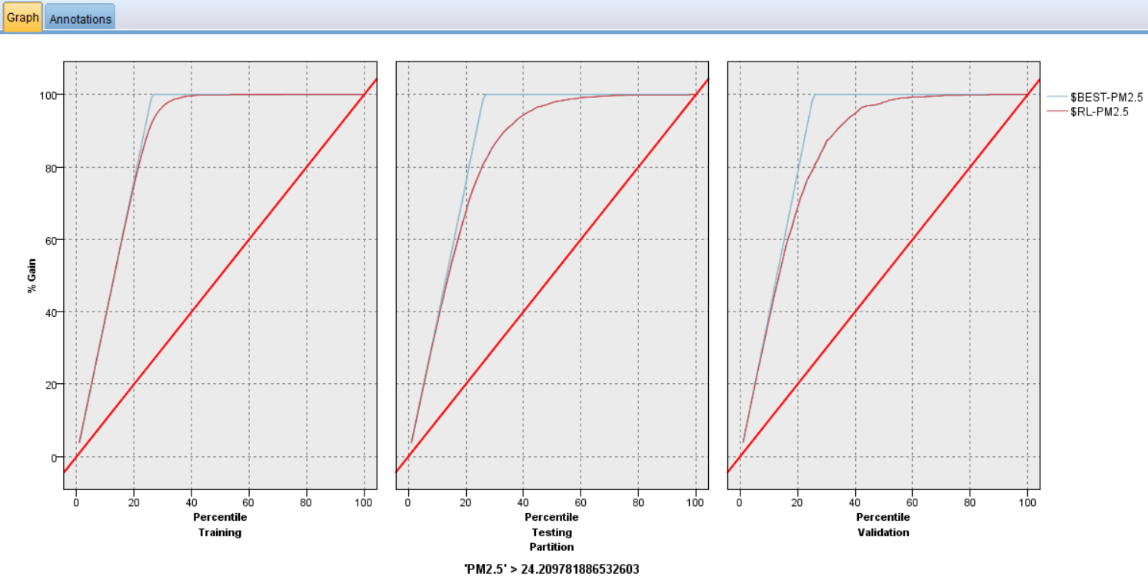 Graph Annotations
100
80
60
40
20
0
% Gain
0 20 40 60 80 100
Percentile
Training
0 20 40 60 80 100
Percentile
Testing
Partition
0 20 40 60 80 100
Percentile
Validation
$BEST-PM2.5
$RL-PM2.5
'PM2.5' > 24.209781886532603